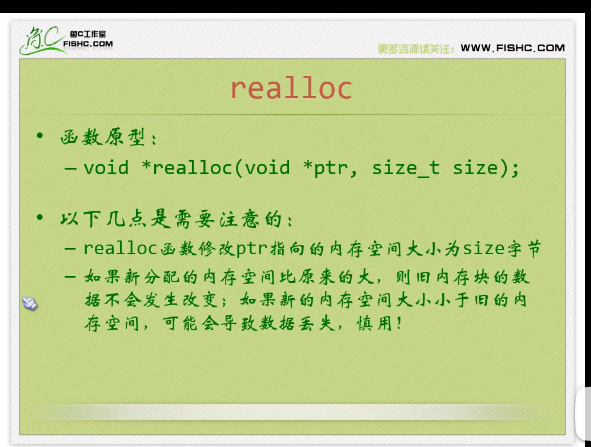 鱼C工作室
FISHC.COM
更多资源请关注: WWW.FISHC.COM
realloc
• 函数原型:
– void *realloc(void *ptr, size_t size);
• 以下几点是需要注意的:
– realloc函数修改ptr指向的内存空间大小为size字节
– 如果新分配的内存空间比原来的大, 则旧内存块的数
据不会发生改变; 如果新的内存空间大小小于旧的内
存空间, 可能会导致数据丢失, 慎用!